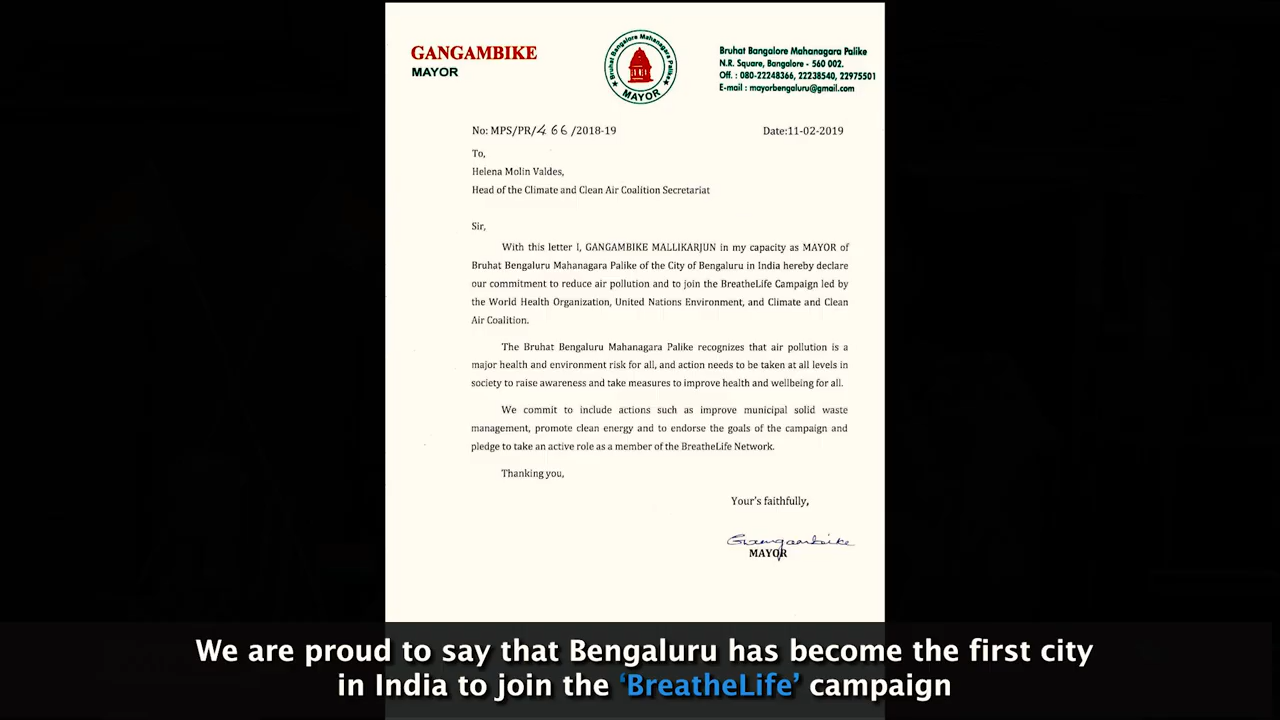 GANGAMBIKE
MAYOR
Bruhat Bangalore Mahanagara Palike
MAYOR
Bruhat Bangalore Mahanagara Palike
N.R. Square, Bangalore - 560 002.
Off. : 080-22248366, 22238540, 22975501
E-mail : mayorbengaluru@gmail.com
No: MPS/PR/466/2018-19
Date:11-02-2019
To,
Helena Molin Valdes,
Head of the Climate and Clean Air Coalition Secretariat
Sir,
With this letter I, GANGAMBIKE MALLIKARJUN in my capacity as MAYOR of
Bruhat Bengaluru Mahanagara Palike of the City of Bengaluru in India hereby declare
our commitment to reduce air pollution and to join the BreatheLife Campaign led by
the World Health Organization, United Nations Environment, and Climate and Clean
Air Coalition.
The Bruhat Bengaluru Mahanagara Palike recognizes that air pollution is a
major health and environment risk for all, and action needs to be taken at all levels in
society to raise awareness and take measures to improve health and wellbeing for all.
We commit to include actions such as improve municipal solid waste
management, promote clean energy and to endorse the goals of the campaign and
pledge to take an active role as a member of the BreatheLife Network.
Thanking you,
Your's faithfully,
Gangambike
MAYOR
We are proud to say that Bengaluru has become the first city
in India to join the ‘BreatheLife’ campaign